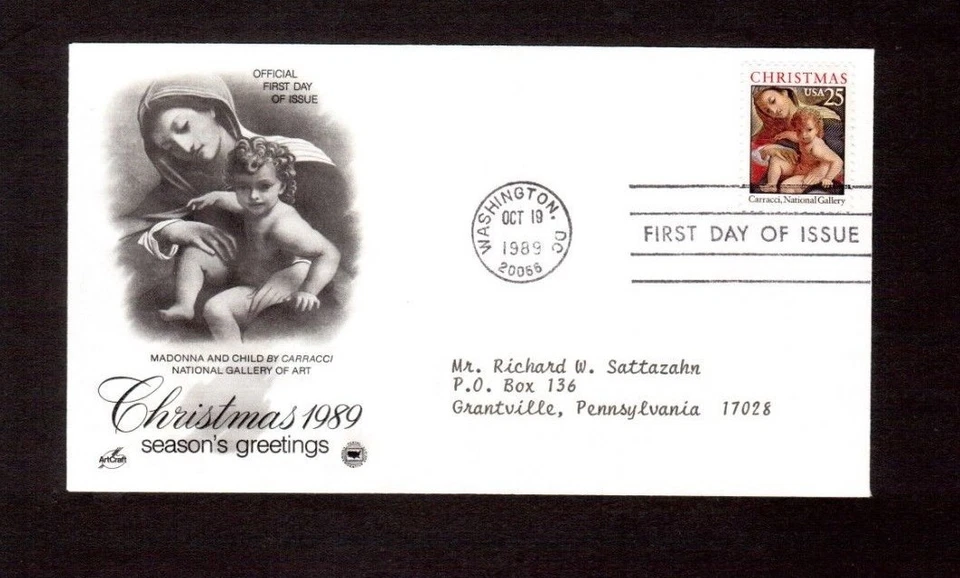 OFFICIAL
FIRST DAY
OF ISSUE
MADONNA AND CHILD BY CARRACCI
NATIONAL GALLERY OF ART
Christmas 1989
season's greetings
ArtCraft
CHRISTMAS
USA 25
Carracci, National Gallery
WASHINGTON, DC
OCT 19
1989
20066
FIRST DAY OF ISSUE
Mr. Richard W. Sattazahn
P.O. Box 136
Grantville, Pennsylvania 17028